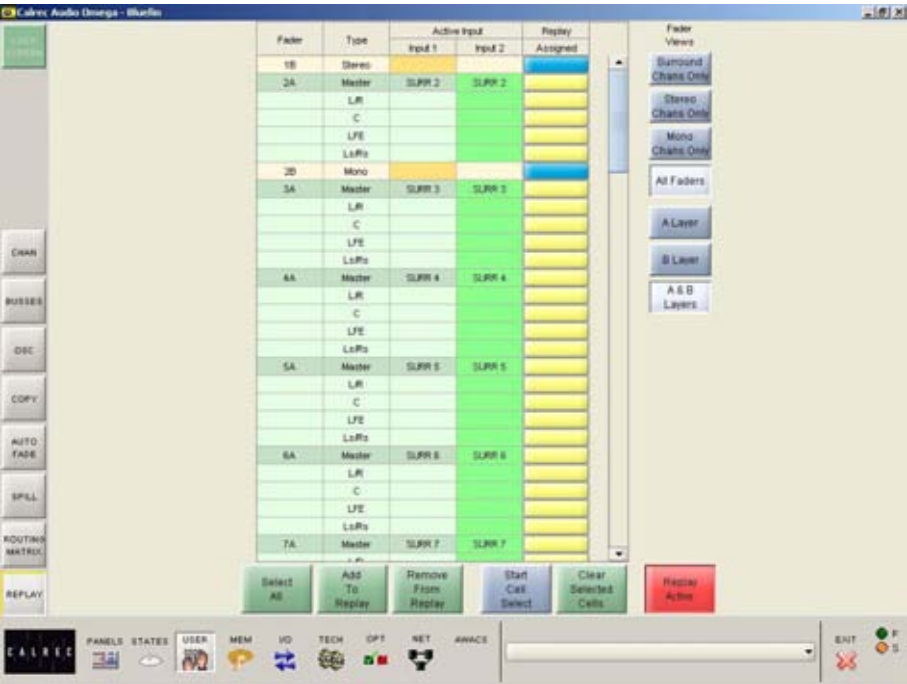 Calrec Audio Omega - Bluefin
Fader Type Active Input Replay
Input 1 Input 2 Assigned
1B Stereo
2A Master SURR 2 SURR 2
L/R
C
LFE
Ls/Rs
2B Mono
3A Master SURR 3 SURR 3
L/R
C
LFE
Ls/Rs
4A Master SURR 4 SURR 4
L/R
C
LFE
Ls/Rs
5A Master SURR 5 SURR 5
L/R
C
LFE
Ls/Rs
6A Master SURR 6 SURR 6
L/R
C
LFE
Ls/Rs
7A Master SURR 7 SURR 7
Fader
Views
Surround
Chans Only
Stereo
Chans Only
Mono
Chans Only
All Faders
A Layer
B Layer
A & B
Layers
CHAN
BUSSES
OSC
COPY
AUTO
FADE
SPILL
ROUTING
MATRIX
REPLAY
Select
All
Add
To
Replay
Remove
From
Replay
Start
Cell
Select
Clear
Selected
Cells
Replay
Active
CALREC
PANELS STATES USER MEM I/O TECH OPT NET AWACS
EXIT
F
S